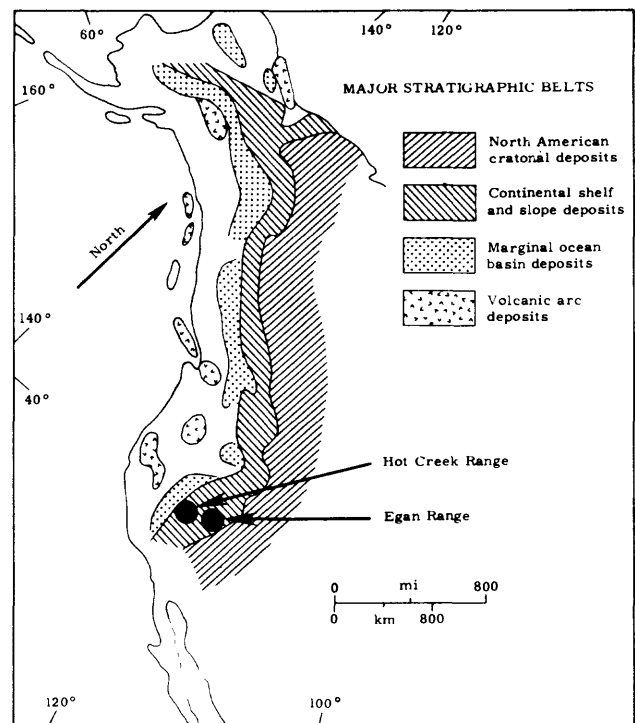 60°
140°
120°
160°
MAJOR STRATIGRAPHIC BELTS
North American
cratonal deposits
Continental shelf
and slope deposits
North
Marginal ocean
basin deposits
Volcanic arc
deposits
140°
40°
Hot Creek Range
Egan Range
0 mi 800
0 km 800
120°
100°